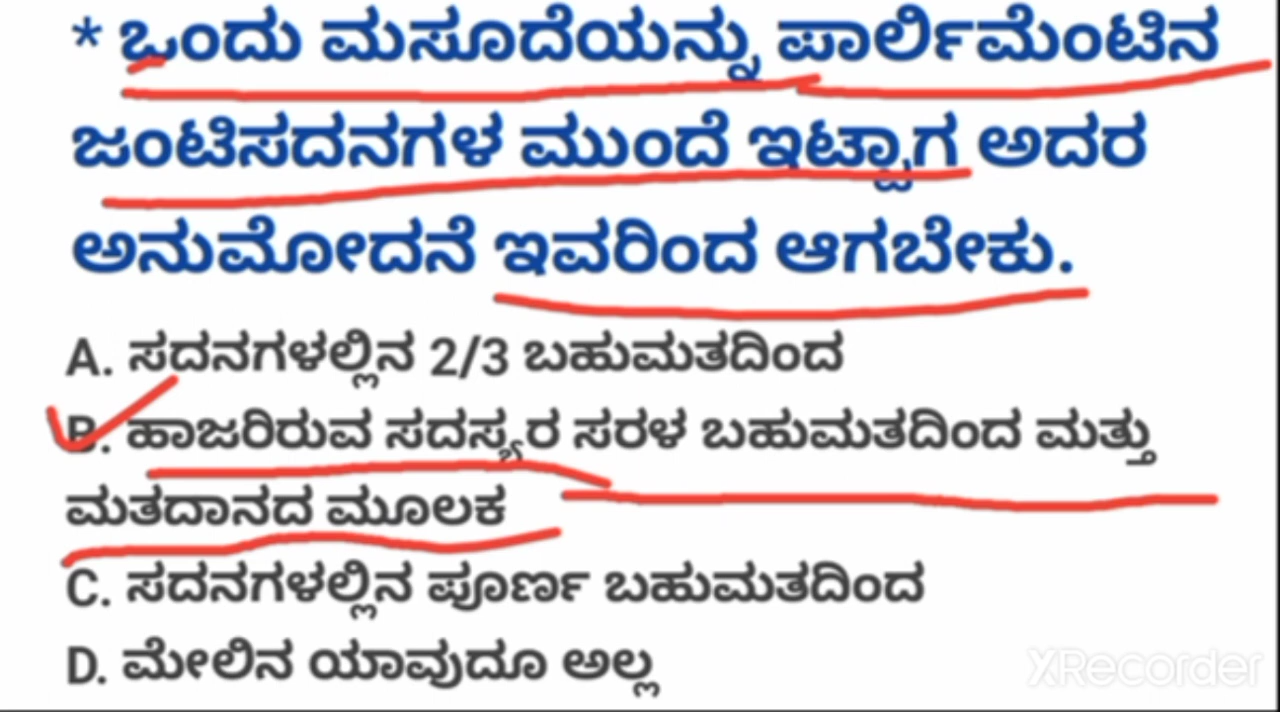 * ಒಂದು ಮಸೂದೆಯನ್ನು ಪಾರ್ಲಿಮೆಂಟಿನ
ಜಂಟಿಸದನಗಳ ಮುಂದೆ ಇಟ್ಟಾಗ ಅದರ
ಅನುಮೋದನೆ ಇವರಿಂದ ಆಗಬೇಕು.
A. ಸದನಗಳಲ್ಲಿನ 2/3 ಬಹುಮತದಿಂದ
B. ಹಾಜರಿರುವ ಸದಸ್ಯರ ಸರಳ ಬಹುಮತದಿಂದ ಮತ್ತು
ಮತದಾನದ ಮೂಲಕ
C. ಸದನಗಳಲ್ಲಿನ ಪೂರ್ಣ ಬಹುಮತದಿಂದ
D. ಮೇಲಿನ ಯಾವುದೂ ಅಲ್ಲ
XRecorder